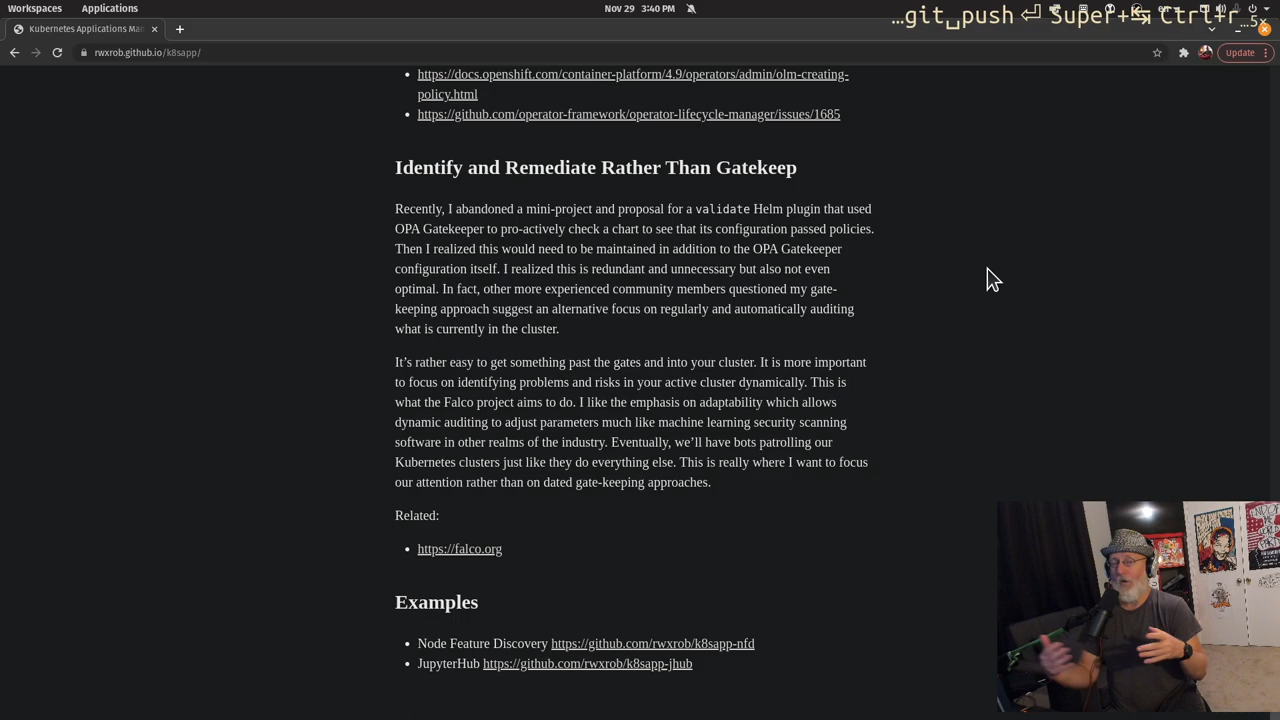 Workspaces Applications Nov 29 3:40 PM
…git␣push⏎ Super+↹ Ctrl+r…5×
Kubernetes Applications Man
rwxrob.github.io/k8sapp/ Update
https://docs.openshift.com/container-platform/4.9/operators/admin/olm-creating-
policy.html
https://github.com/operator-framework/operator-lifecycle-manager/issues/1685
Identify and Remediate Rather Than Gatekeep
Recently, I abandoned a mini-project and proposal for a validate Helm plugin that used
OPA Gatekeeper to pro-actively check a chart to see that its configuration passed policies.
Then I realized this would need to be maintained in addition to the OPA Gatekeeper
configuration itself. I realized this is redundant and unnecessary but also not even
optimal. In fact, other more experienced community members questioned my gate-
keeping approach suggest an alternative focus on regularly and automatically auditing
what is currently in the cluster.
It's rather easy to get something past the gates and into your cluster. It is more important
to focus on identifying problems and risks in your active cluster dynamically. This is
what the Falco project aims to do. I like the emphasis on adaptability which allows
dynamic auditing to adjust parameters much like machine learning security scanning
software in other realms of the industry. Eventually, we'll have bots patrolling our
Kubernetes clusters just like they do everything else. This is really where I want to focus
our attention rather than on dated gate-keeping approaches.
Related:
https://falco.org
Examples
Node Feature Discovery https://github.com/rwxrob/k8sapp-nfd
JupyterHub https://github.com/rwxrob/k8sapp-jhub